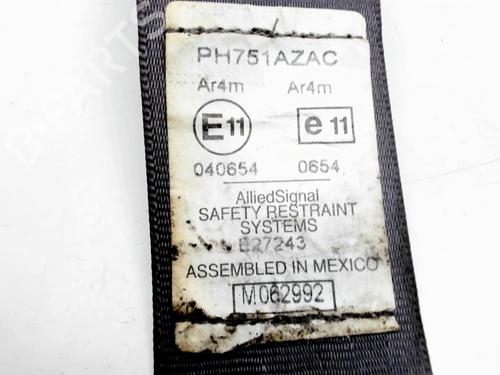 PH751AZAC
Ar4m Ar4m
E11 e11
040654 0654
AlliedSignal
SAFETY RESTRAINT
SYSTEMS
E27243
ASSEMBLED IN MEXICO
M062992